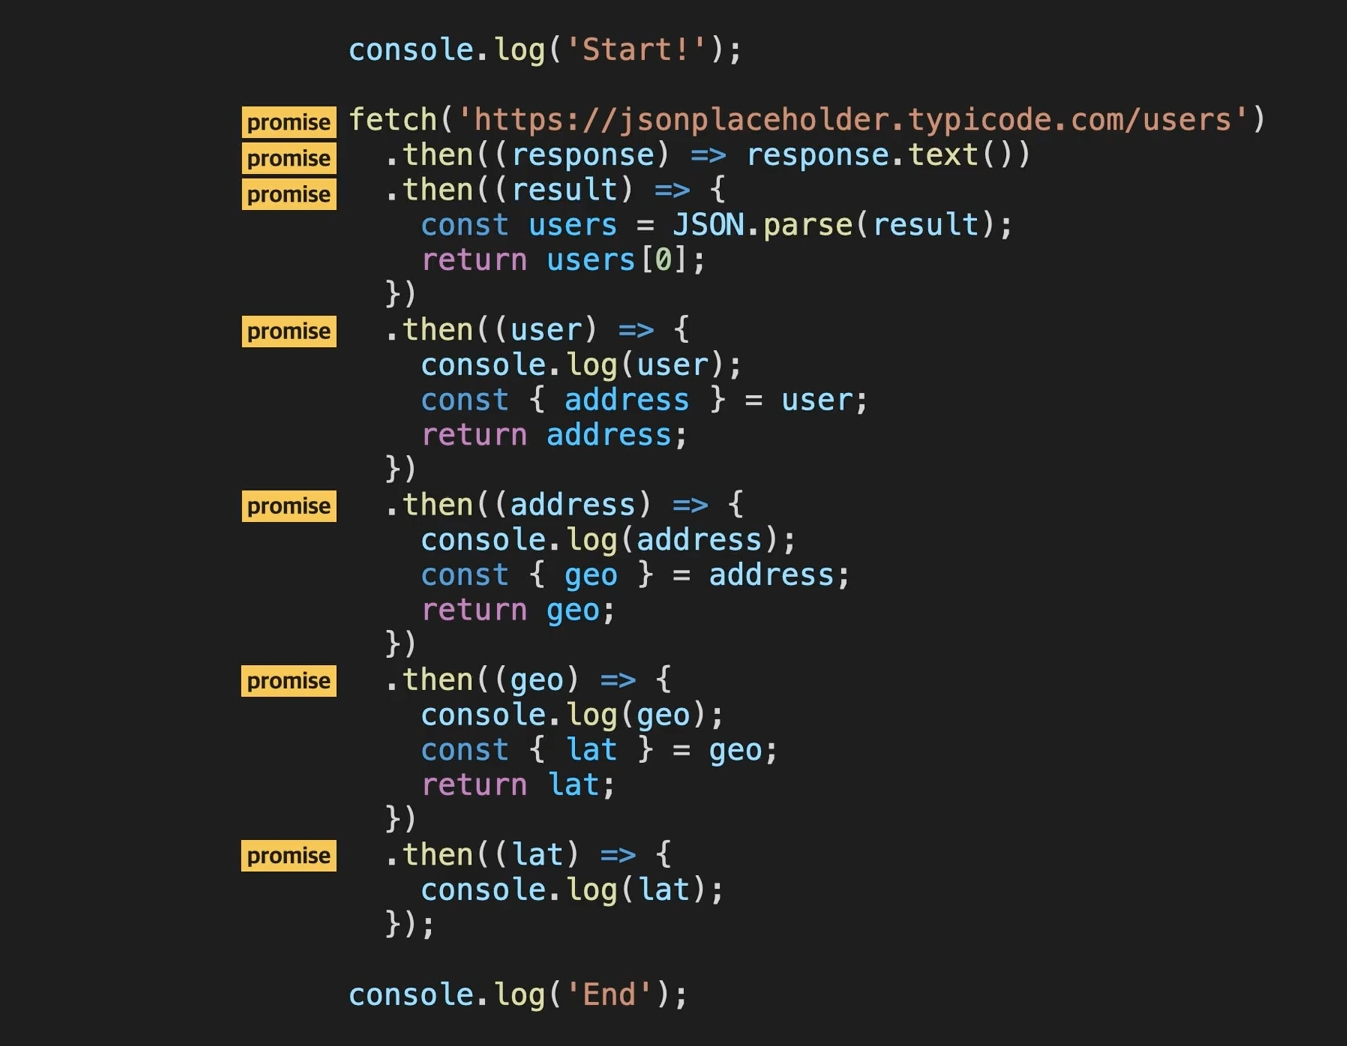 console.log('Start!');
promise fetch('https://jsonplaceholder.typicode.com/users')
promise .then((response) => response.text())
promise .then((result) => {
const users = JSON.parse(result);
return users[0];
})
promise .then((user) => {
console.log(user);
const { address } = user;
return address;
})
promise .then((address) => {
console.log(address);
const { geo } = address;
return geo;
})
promise .then((geo) => {
console.log(geo);
const { lat } = geo;
return lat;
})
promise .then((lat) => {
console.log(lat);
});
console.log('End');